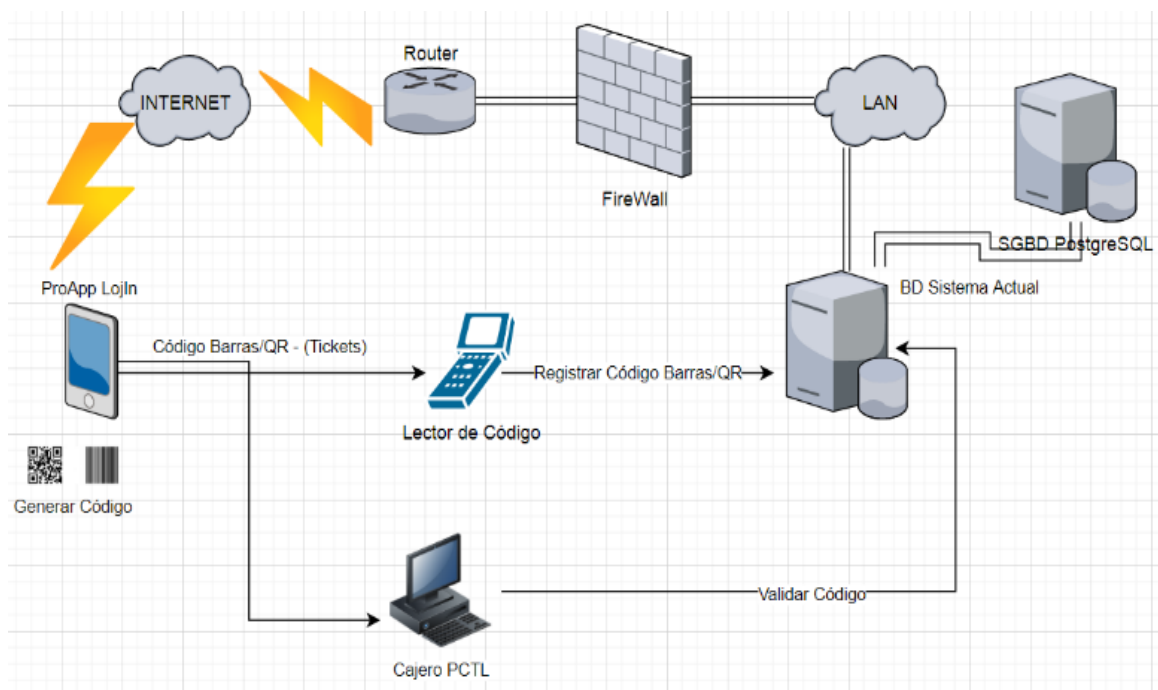 Router
INTERNET
LAN
FireWall
SGBD PostgreSQL
ProApp LojIn
BD Sistema Actual
Código Barras/QR - (Tickets)
Registrar Código Barras/QR
Lector de Código
Generar Código
Validar Código
Cajero PCTL